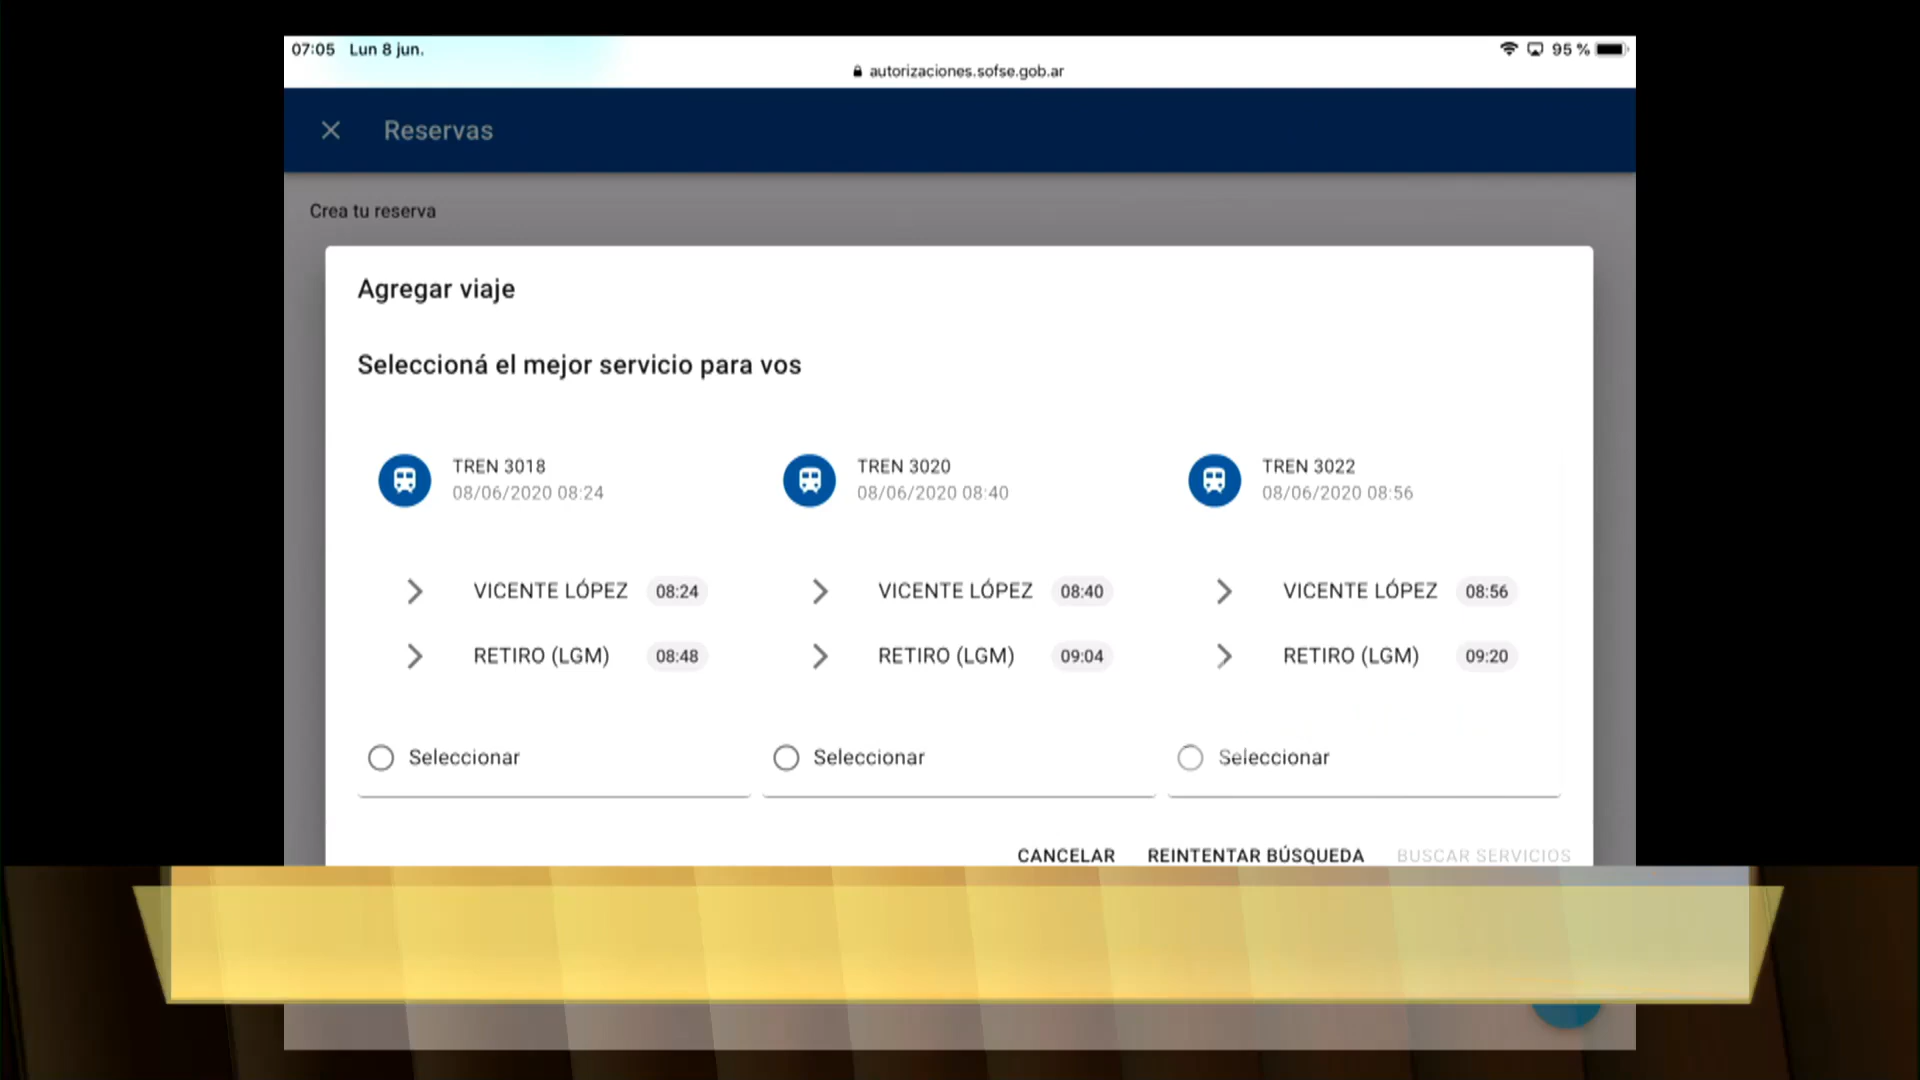 07:05 Lun 8 jun.
95 %
autorizaciones.sofse.gob.ar
Reservas
Crea tu reserva
Agregar viaje
Seleccioná el mejor servicio para vos
TREN 3018
08/06/2020 08:24
VICENTE LÓPEZ 08:24
RETIRO (LGM) 08:48
Seleccionar
TREN 3020
08/06/2020 08:40
VICENTE LÓPEZ 08:40
RETIRO (LGM) 09:04
Seleccionar
TREN 3022
08/06/2020 08:56
VICENTE LÓPEZ 08:56
RETIRO (LGM) 09:20
Seleccionar
CANCELAR REINTENTAR BÚSQUEDA BUSCAR SERVICIOS